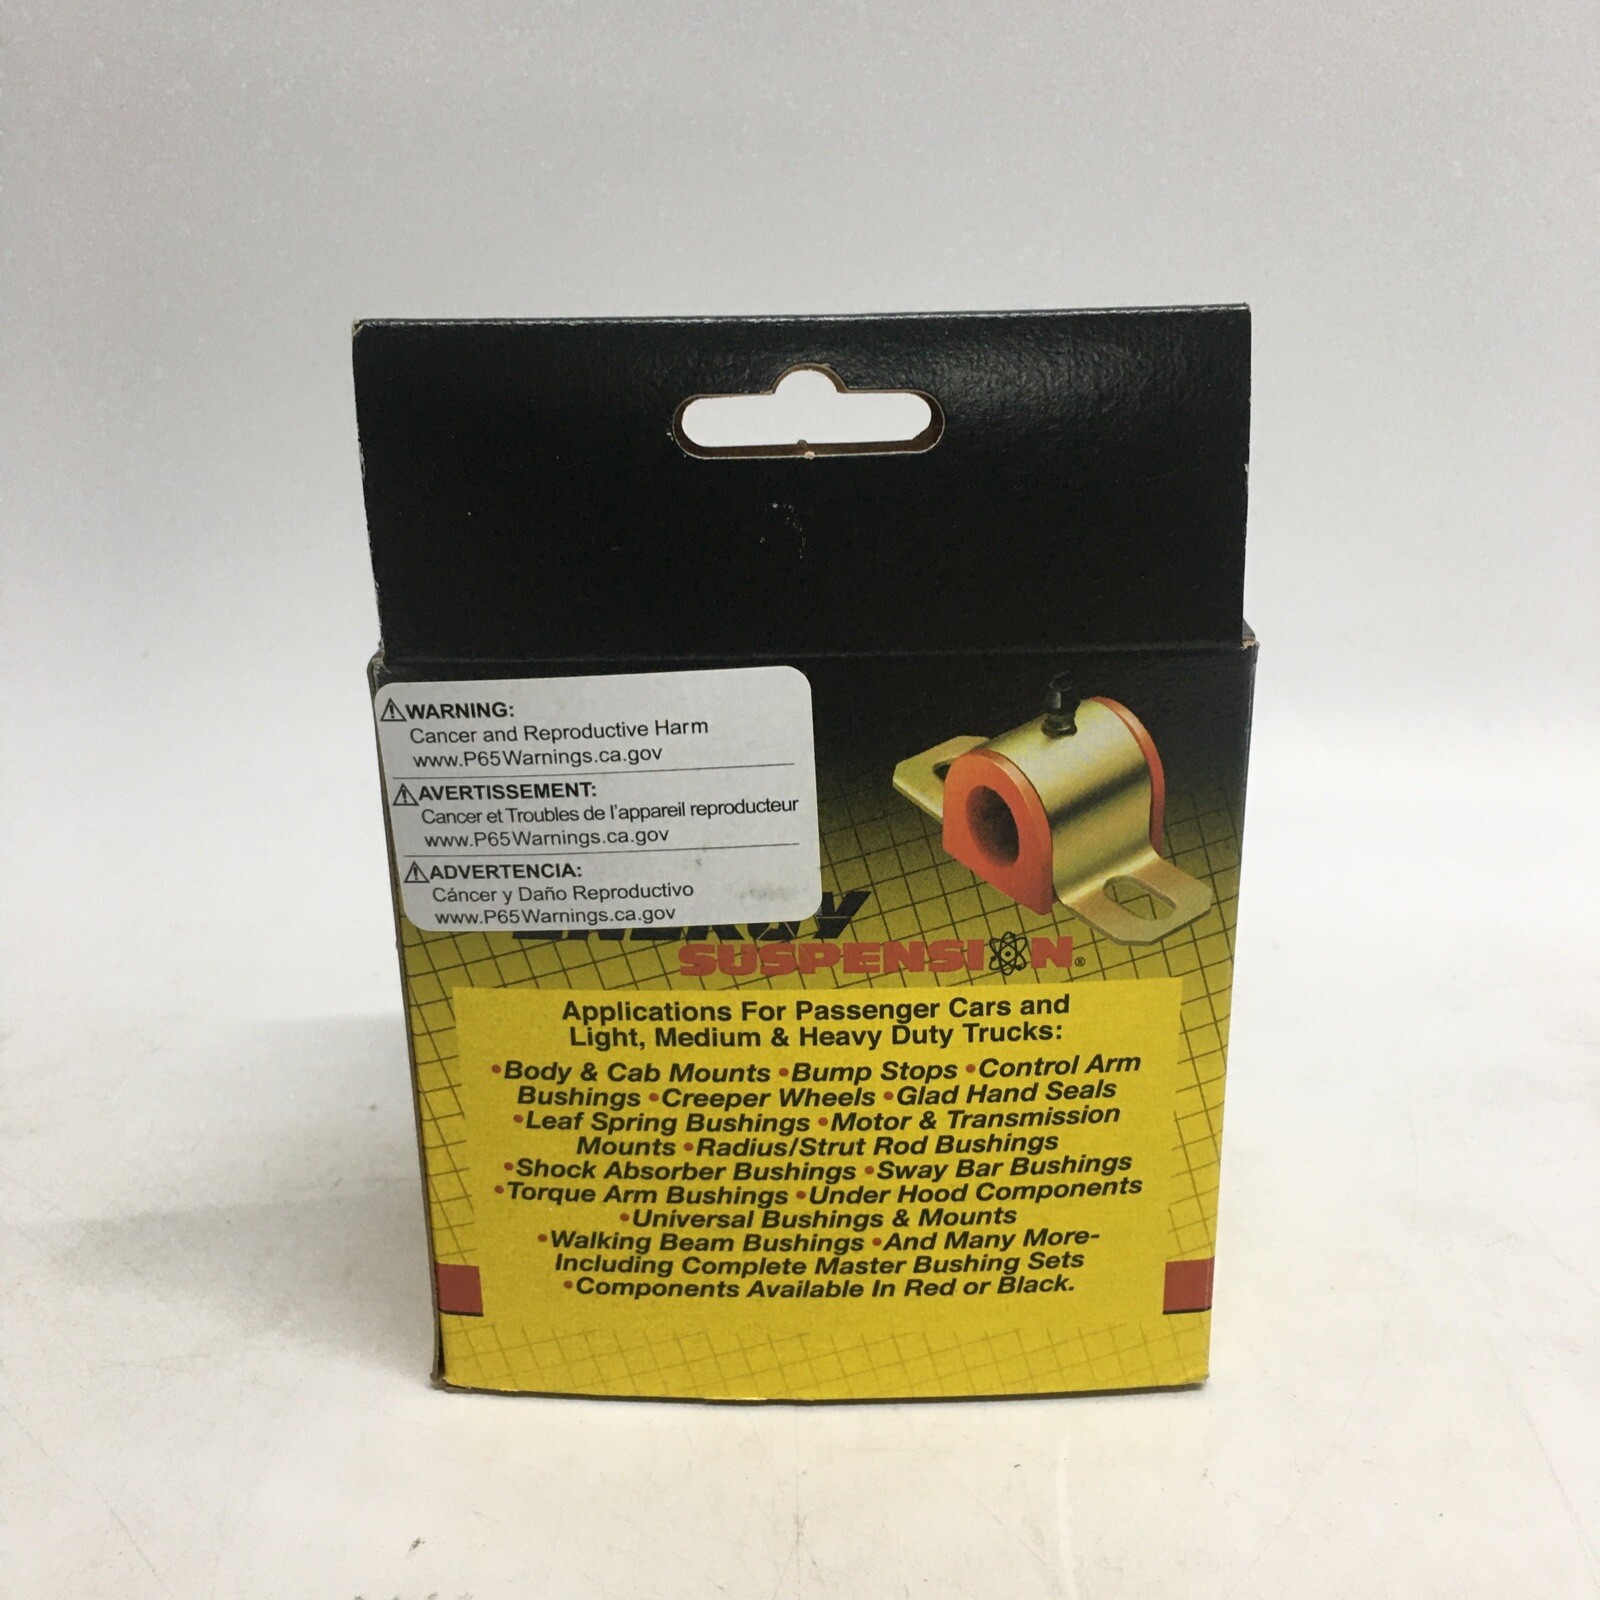 ⚠WARNING:
Cancer and Reproductive Harm
www.P65Warnings.ca.gov
⚠AVERTISSEMENT:
Cancer et Troubles de l'appareil reproducteur
www.P65Warnings.ca.gov
⚠ADVERTENCIA:
Cáncer y Daño Reproductivo
www.P65Warnings.ca.gov
ENERGY
SUSPENSION®
Applications For Passenger Cars and
Light, Medium & Heavy Duty Trucks:
•Body & Cab Mounts •Bump Stops •Control Arm
Bushings •Creeper Wheels •Glad Hand Seals
•Leaf Spring Bushings •Motor & Transmission
Mounts •Radius/Strut Rod Bushings
•Shock Absorber Bushings •Sway Bar Bushings
•Torque Arm Bushings •Under Hood Components
•Universal Bushings & Mounts
•Walking Beam Bushings •And Many More-
Including Complete Master Bushing Sets
•Components Available In Red or Black.